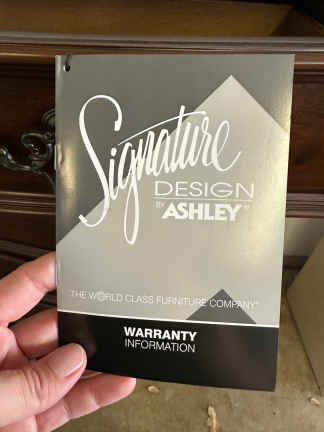 Signature
DESIGN
BY ASHLEY®
THE WORLD CLASS FURNITURE COMPANY®
WARRANTY
INFORMATION